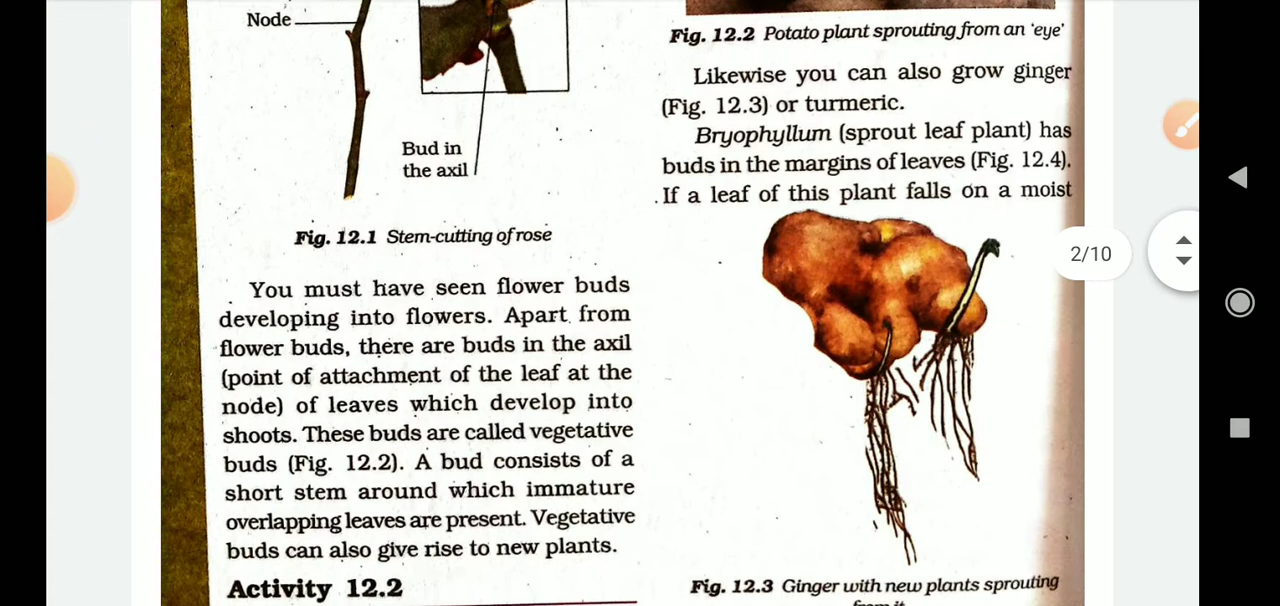 Node
Bud in
the axil
Fig. 12.1 Stem-cutting of rose
You must have seen flower buds
developing into flowers. Apart from
flower buds, there are buds in the axil
(point of attachment of the leaf at the
node) of leaves which develop into
shoots. These buds are called vegetative
buds (Fig. 12.2). A bud consists of a
short stem around which immature
overlapping leaves are present. Vegetative
buds can also give rise to new plants.
Activity 12.2
Fig. 12.2 Potato plant sprouting from an 'eye'
Likewise you can also grow ginger
(Fig. 12.3) or turmeric.
Bryophyllum (sprout leaf plant) has
buds in the margins of leaves (Fig. 12.4).
If a leaf of this plant falls on a moist
Fig. 12.3 Ginger with new plants sprouting
from it
2/10